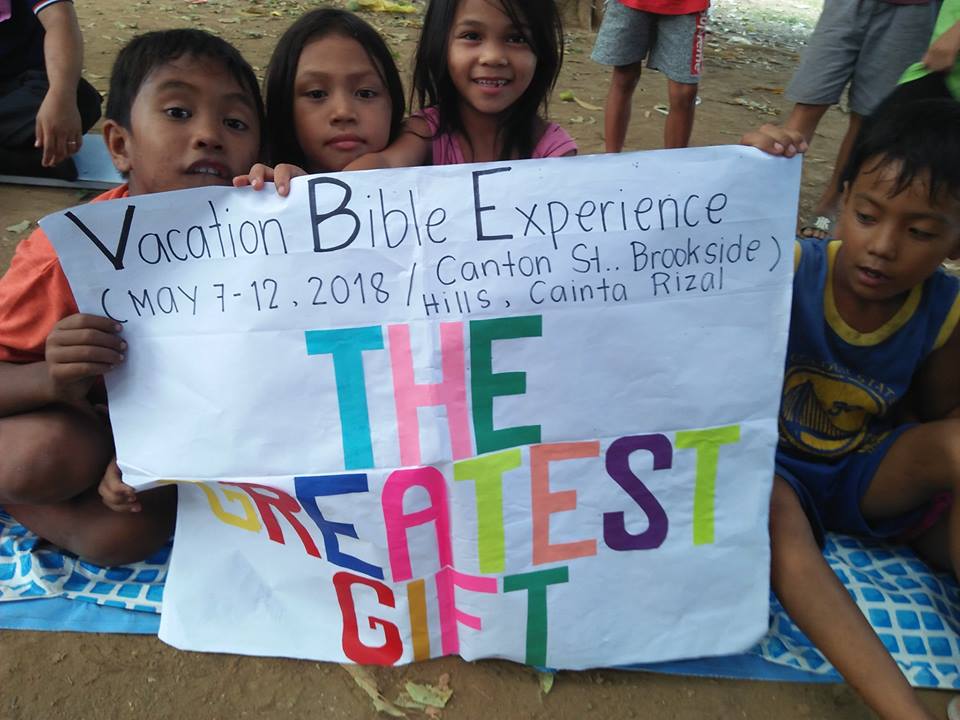 Vacation Bible Experience
(MAY 7-12, 2018 / Canton St.. Brookside)
Hills, Cainta Rizal
THE
GREATEST
GIFT